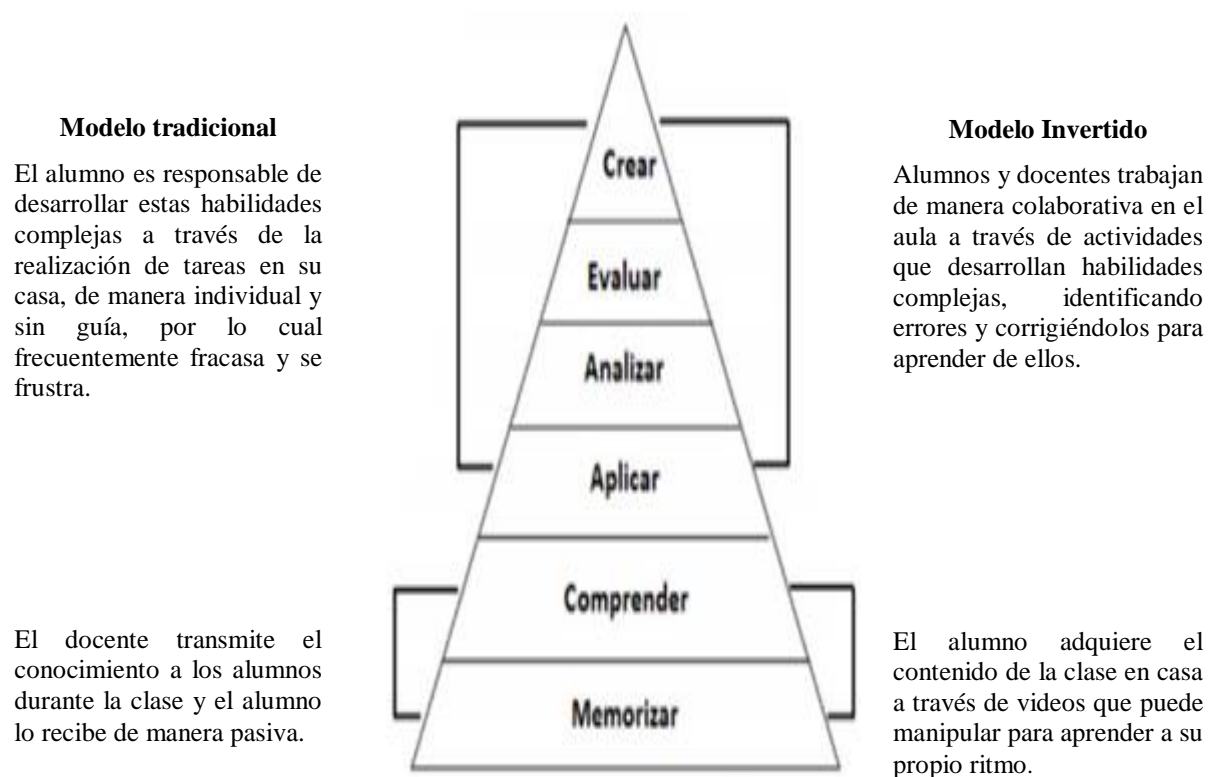 Modelo tradicional
El alumno es responsable de
desarrollar estas habilidades
complejas a través de la
realización de tareas en su
casa, de manera individual y
sin guía, por lo cual
frecuentemente fracasa y se
frustra.
El docente transmite el
conocimiento a los alumnos
durante la clase y el alumno
lo recibe de manera pasiva.
Crear
Evaluar
Analizar
Aplicar
Comprender
Memorizar
Modelo Invertido
Alumnos y docentes trabajan
de manera colaborativa en el
aula a través de actividades
que desarrollan habilidades
complejas, identificando
errores y corrigiéndolos para
aprender de ellos.
El alumno adquiere el
contenido de la clase en casa
a través de videos que puede
manipular para aprender a su
propio ritmo.